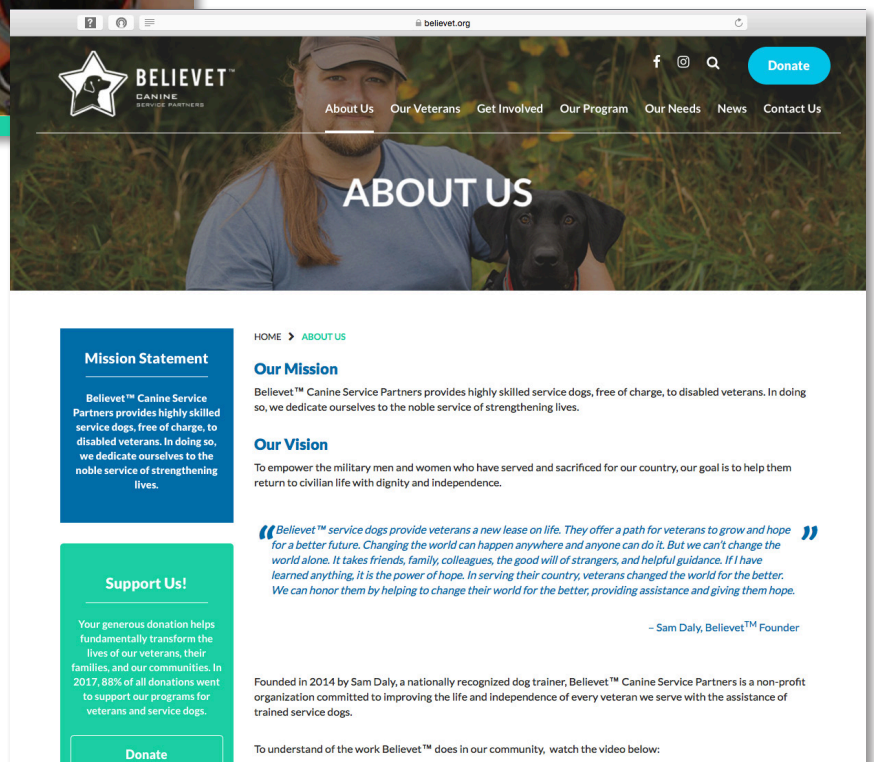 believet.org
BELIEVET™
CANINE
SERVICE PARTNERS
Donate
About Us Our Veterans Get Involved Our Program Our Needs News Contact Us
ABOUT US
HOME > ABOUT US
Mission Statement
Believet™ Canine Service
Partners provides highly skilled
service dogs, free of charge, to
disabled veterans. In doing so,
we dedicate ourselves to the
noble service of strengthening
lives.
Support Us!
Your generous donation helps
fundamentally transform the
lives of our veterans, their
families, and our communities. In
2017, 88% of all donations went
to support our programs for
veterans and service dogs.
Donate
Our Mission
Believet™ Canine Service Partners provides highly skilled service dogs, free of charge, to disabled veterans. In doing
so, we dedicate ourselves to the noble service of strengthening lives.
Our Vision
To empower the military men and women who have served and sacrificed for our country, our goal is to help them
return to civilian life with dignity and independence.
“Believet™ service dogs provide veterans a new lease on life. They offer a path for veterans to grow and hope ”
for a better future. Changing the world can happen anywhere and anyone can do it. But we can't change the
world alone. It takes friends, family, colleagues, the good will of strangers, and helpful guidance. If I have
learned anything, it is the power of hope. In serving their country, veterans changed the world for the better.
We can honor them by helping to change their world for the better, providing assistance and giving them hope.
– Sam Daly, Believet™ Founder
Founded in 2014 by Sam Daly, a nationally recognized dog trainer, Believet™ Canine Service Partners is a non-profit
organization committed to improving the life and independence of every veteran we serve with the assistance of
trained service dogs.
To understand of the work Believet™ does in our community, watch the video below: